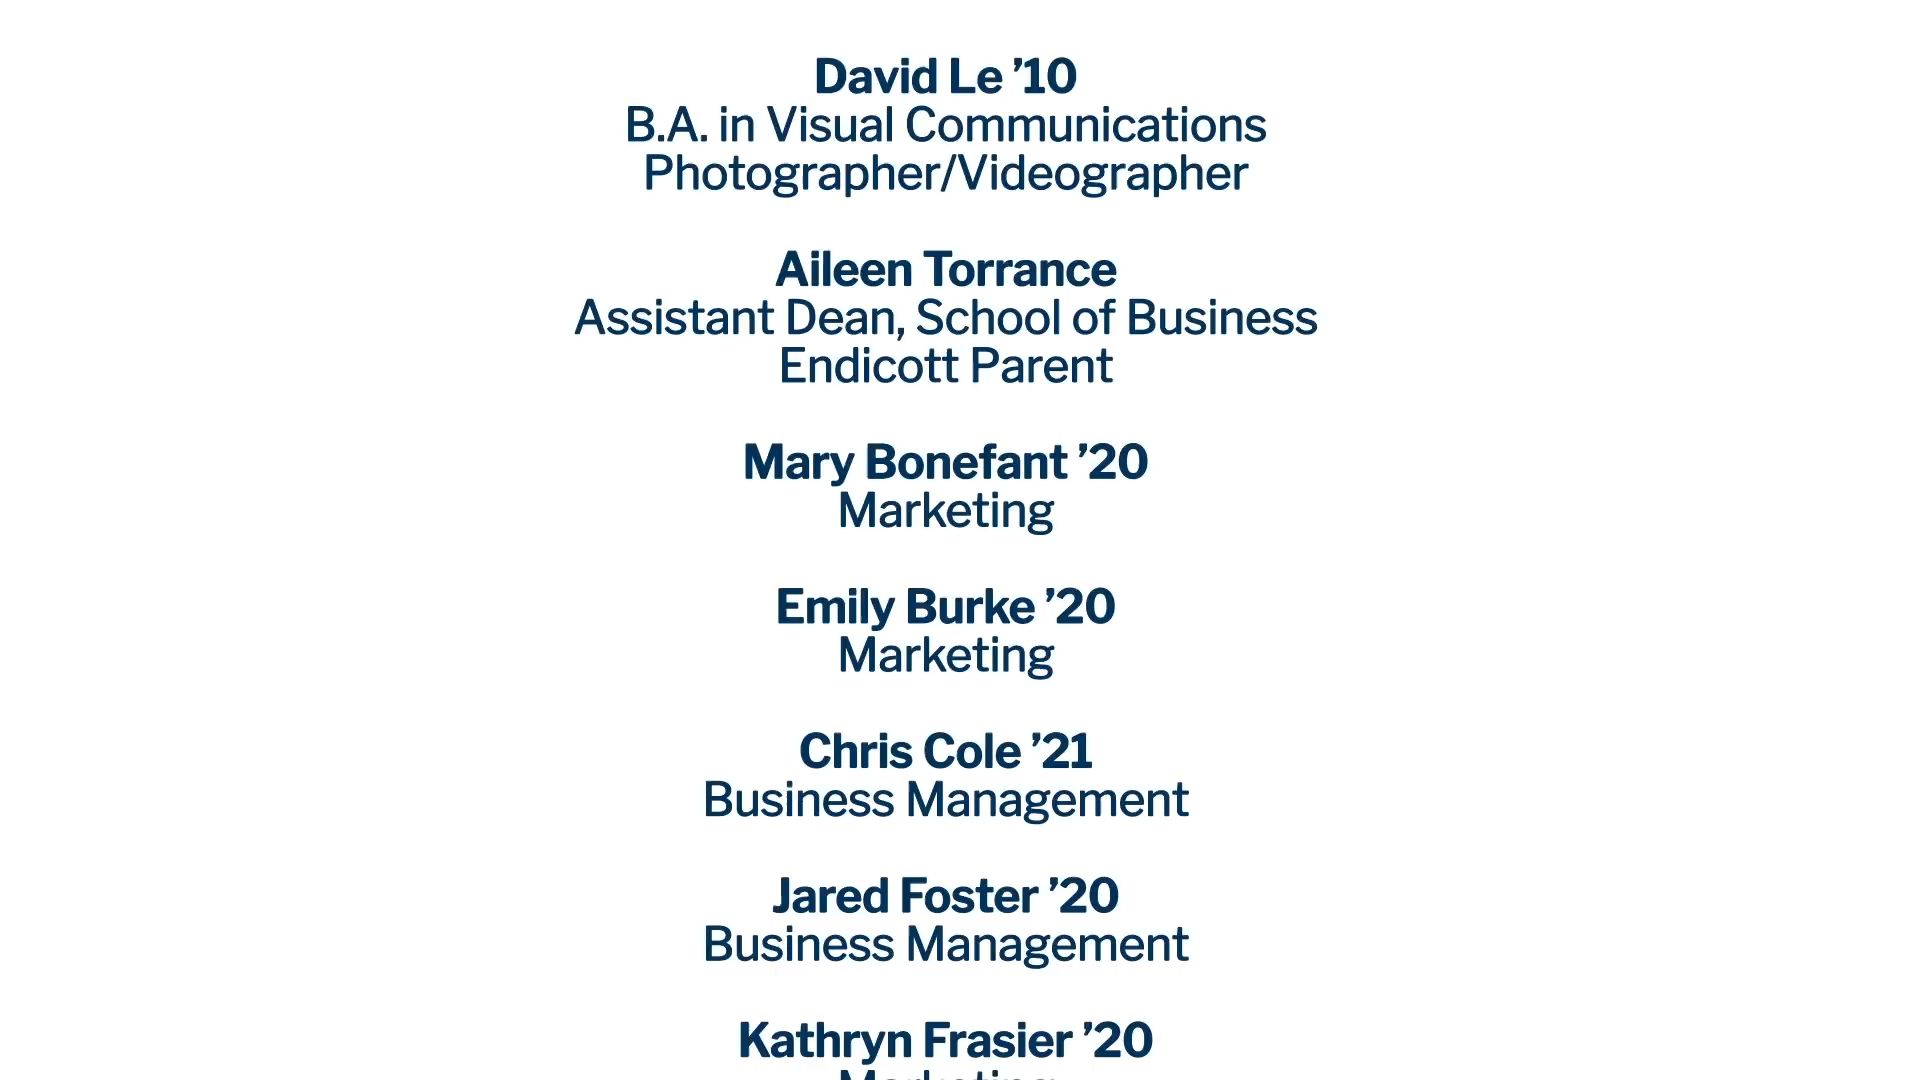 David Le ’10
B.A. in Visual Communications
Photographer/Videographer
Aileen Torrance
Assistant Dean, School of Business
Endicott Parent
Mary Bonefant ’20
Marketing
Emily Burke ’20
Marketing
Chris Cole ’21
Business Management
Jared Foster ’20
Business Management
Kathryn Frasier ’20
Marketing